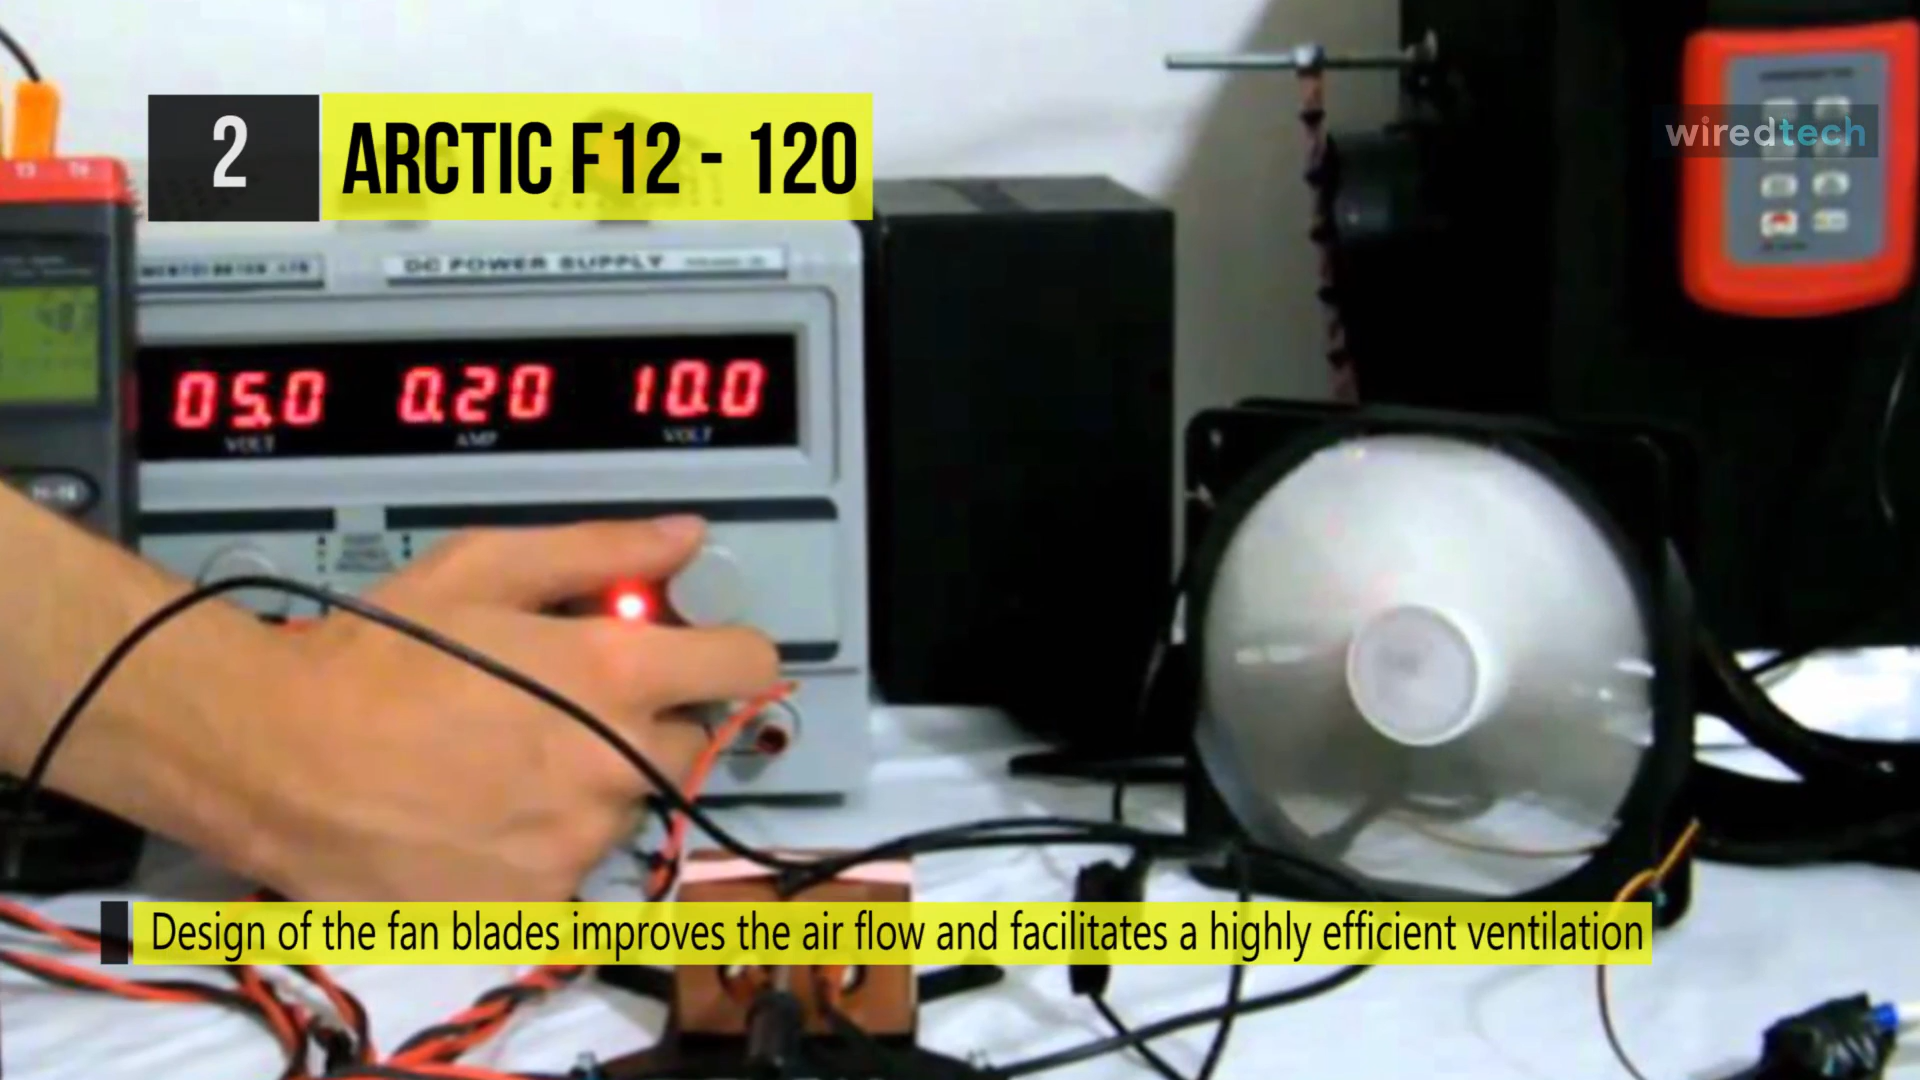 2
ARCTIC F12 - 120
wiredtech
DC POWER SUPPLY
05.0
0.20
10.0
VOLT
AMP
VOLT
Design of the fan blades improves the air flow and facilitates a highly efficient ventilation